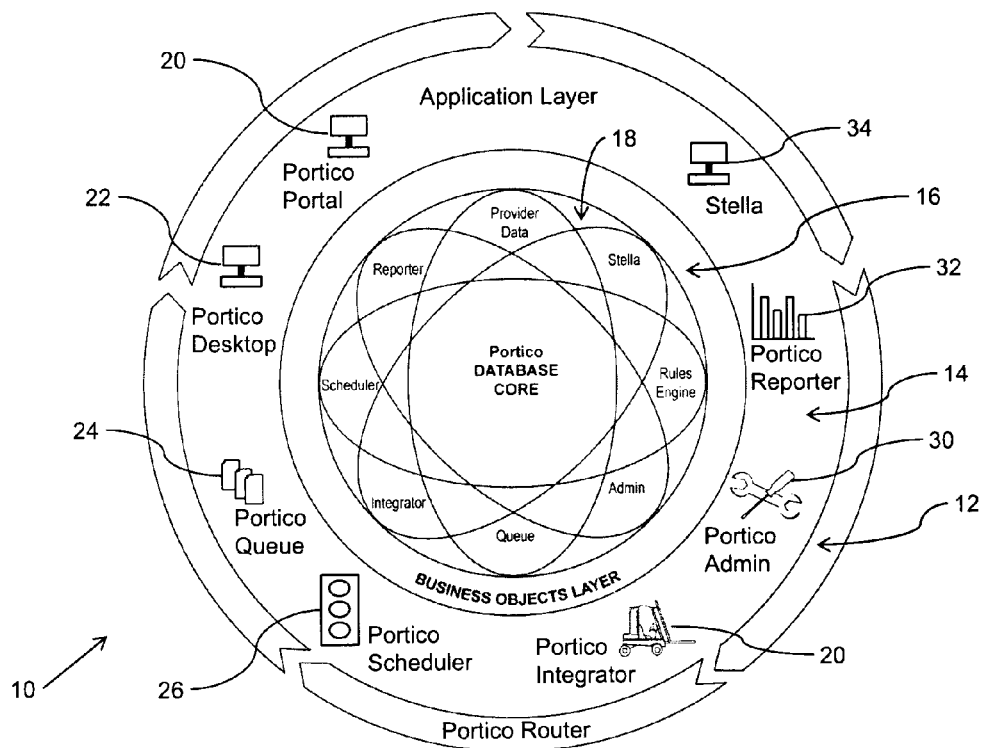 20
Application Layer
34
18
Portico
Portal
Stella
22
16
Provider
Data
Reporter
Stella
32
Portico
Desktop
Portico
DATABASE
CORE
Scheduler
Rules
Engine
Portico
Reporter
14
24
30
Integrator
Admin
Portico
Queue
Queue
Portico
Admin
12
BUSINESS OBJECTS LAYER
Portico
Scheduler
Portico
Integrator
20
10
26
Portico Router